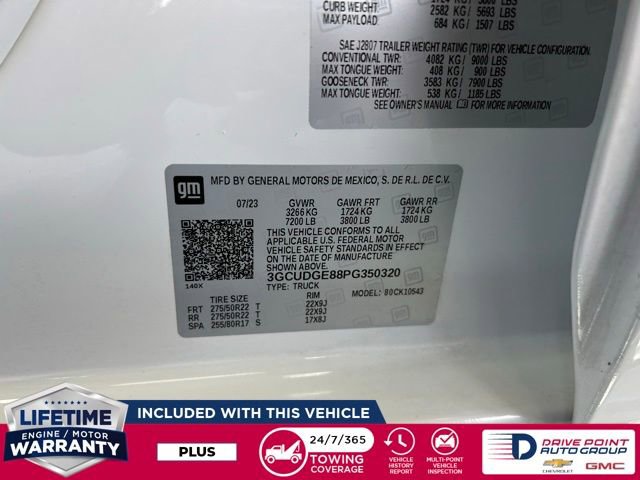 CURB WEIGHT: 2582 KG / 5693 LBS
MAX PAYLOAD: 684 KG / 1507 LBS
SAE J2807 TRAILER WEIGHT RATING (TWR) FOR VEHICLE CONFIGURATION.
CONVENTIONAL TWR: 4082 KG / 9000 LBS
MAX TONGUE WEIGHT: 408 KG / 900 LBS
GOOSENECK TWR: 3583 KG / 7900 LBS
MAX TONGUE WEIGHT: 538 KG / 1185 LBS
SEE OWNER'S MANUAL FOR MORE INFORMATION
gm
MFD BY GENERAL MOTORS DE MEXICO, S. DE R.L. DE C.V.
07/23 GVWR GAWR FRT GAWR RR
3266 KG 1724 KG 1724 KG
7200 LB 3800 LB 3800 LB
THIS VEHICLE CONFORMS TO ALL
APPLICABLE U.S. FEDERAL MOTOR
VEHICLE SAFETY STANDARDS IN EFFECT
ON THE DATE OF MANUFACTURE SHOWN ABOVE.
3GCUDGE88PG350320
140X
TYPE: TRUCK MODEL: 80CK10543
TIRE SIZE RIM
FRT 275/50R22 T 22X9J
RR 275/50R22 T 22X9J
SPA 255/80R17 S 17X8J
LIFETIME
ENGINE / MOTOR
WARRANTY
INCLUDED WITH THIS VEHICLE
PLUS
24/7/365
TOWING
COVERAGE
VEHICLE
HISTORY
REPORT
MULTI-POINT
VEHICLE
INSPECTION
DRIVE POINT
AUTO GROUP
CHEVROLET GMC